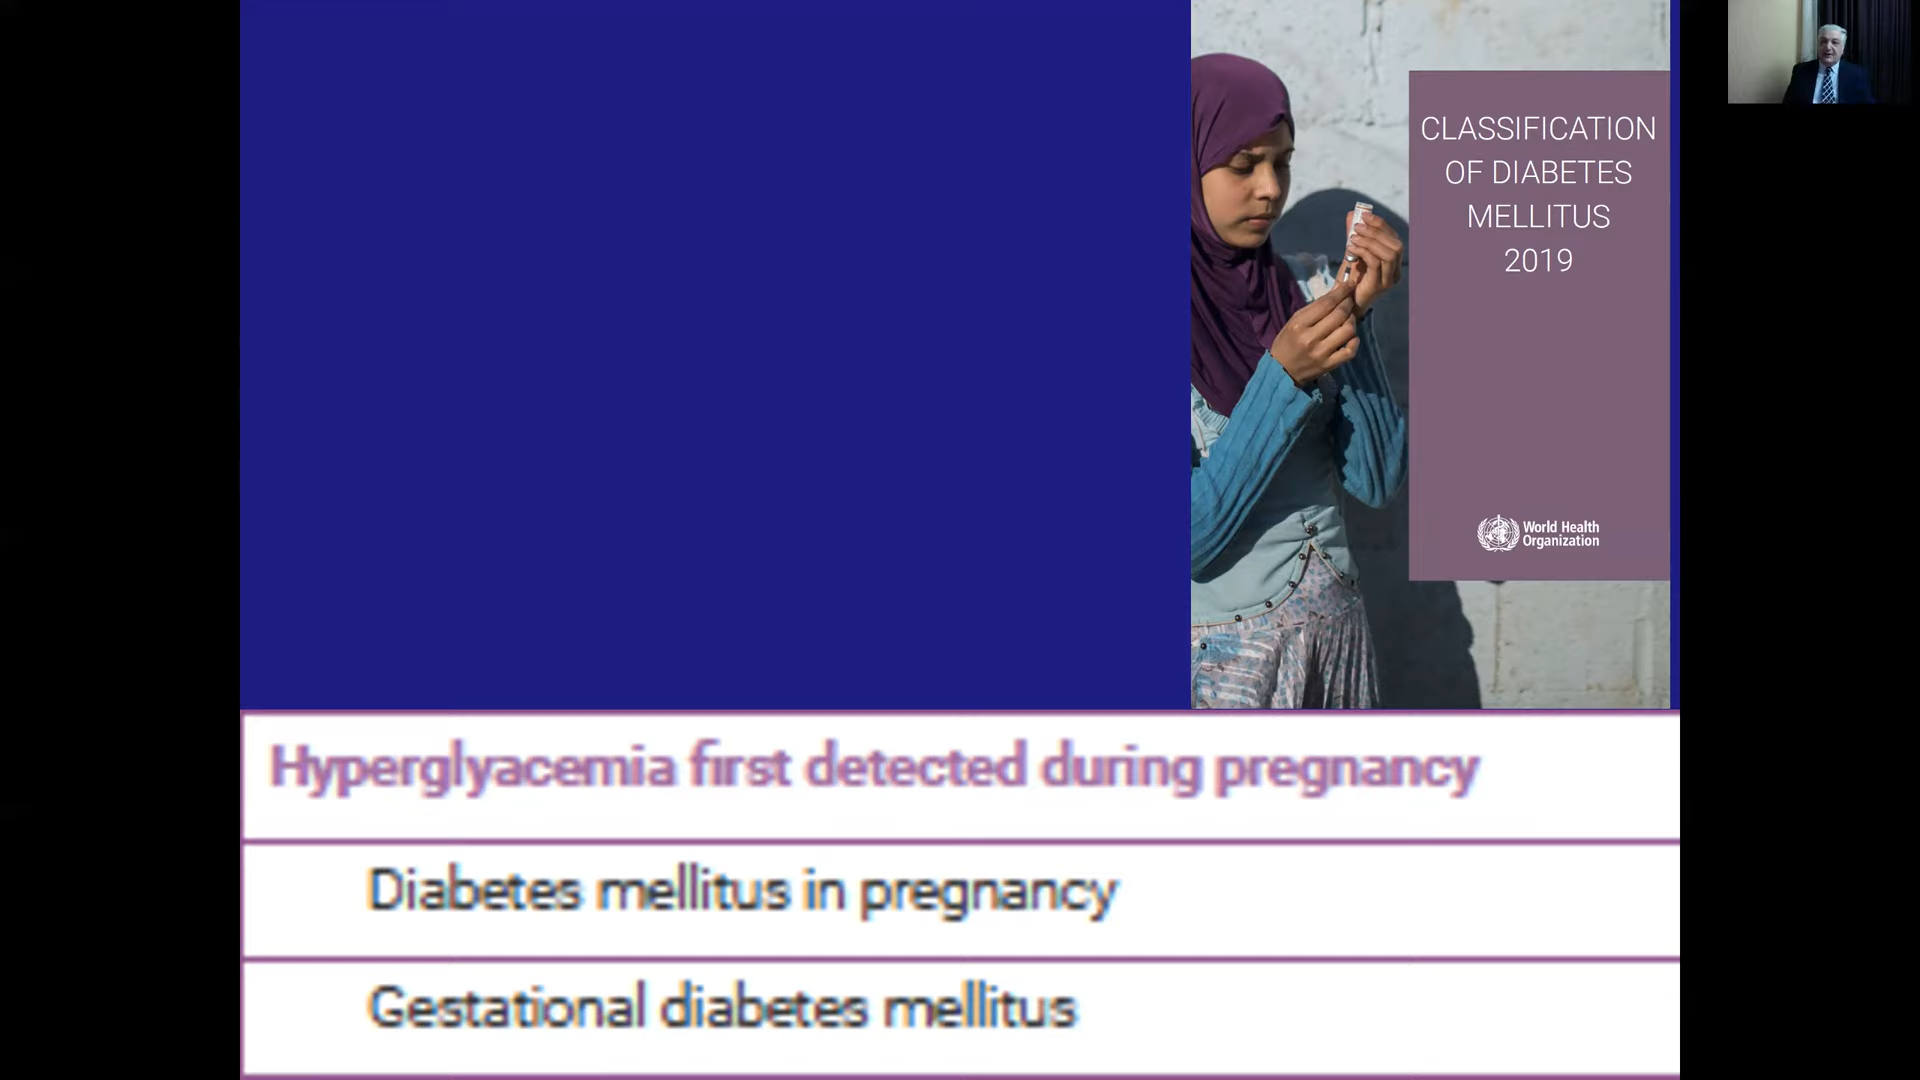 CLASSIFICATION
OF DIABETES
MELLITUS
2019
World Health
Organization
Hyperglyacemia first detected during pregnancy
Diabetes mellitus in pregnancy
Gestational diabetes mellitus